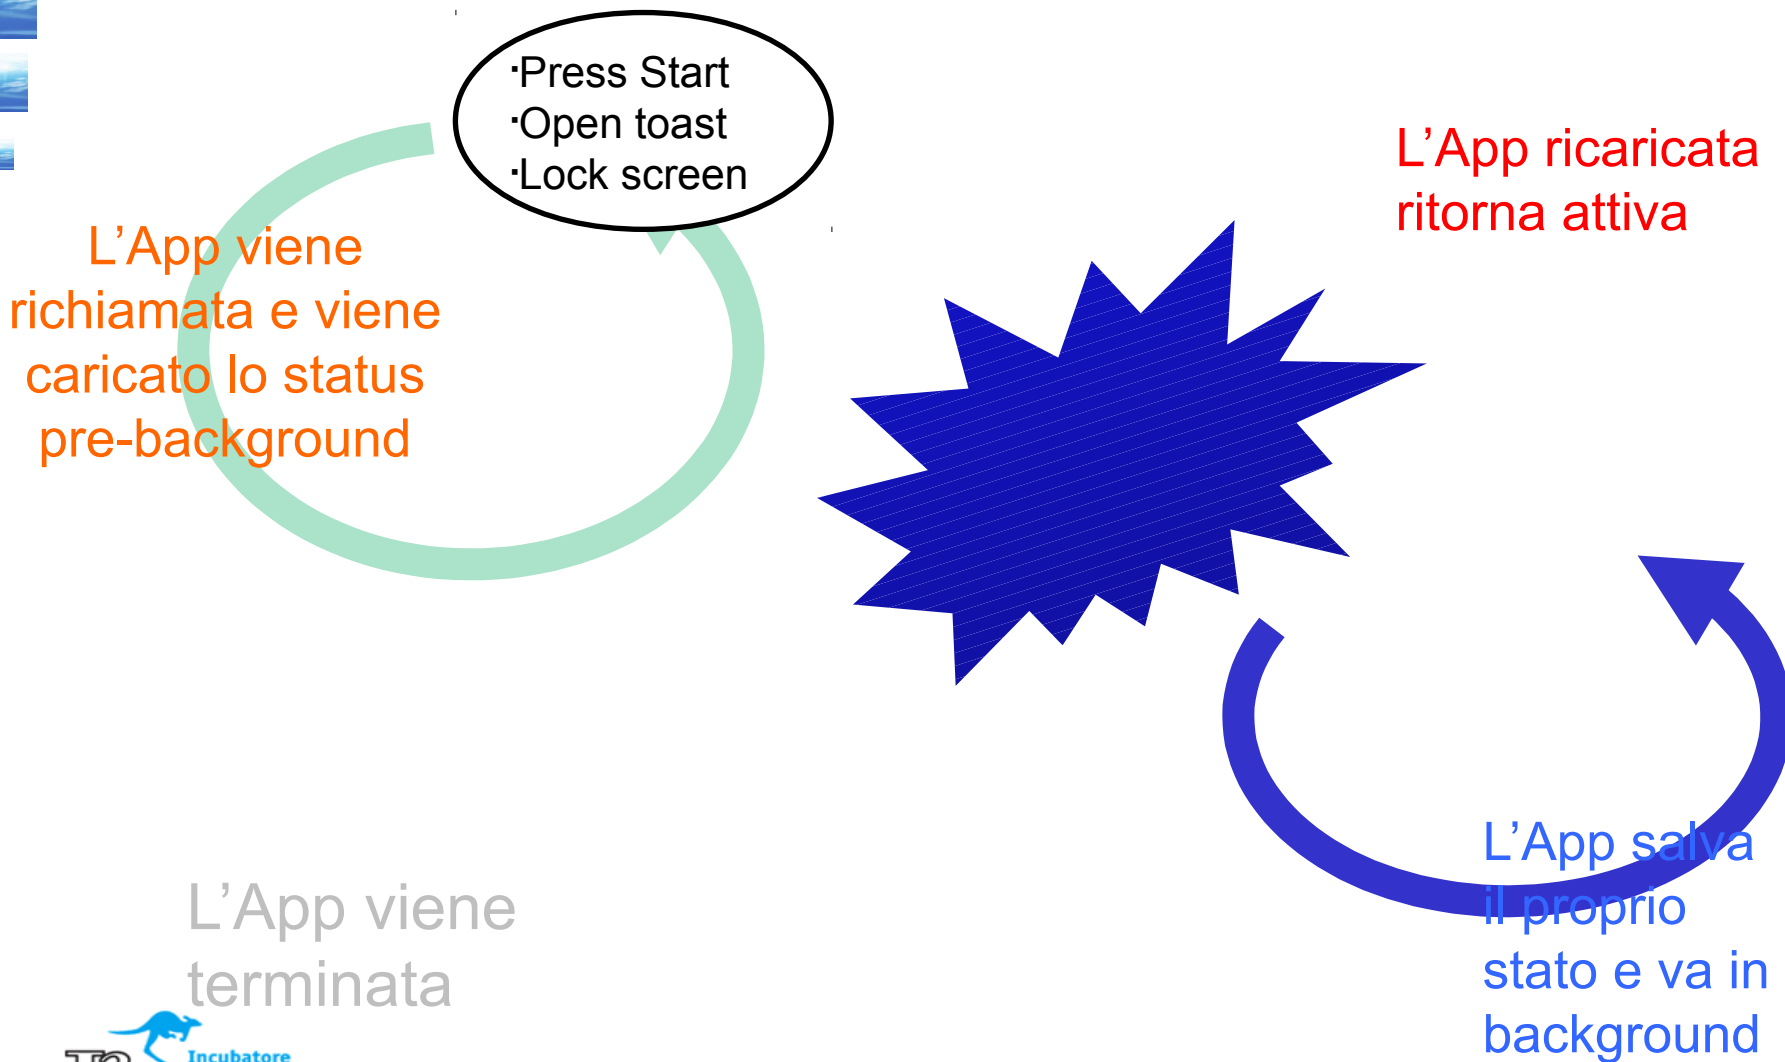 ·Press Start
·Open toast
·Lock screen
L’App ricaricata
ritorna attiva
L’App viene
richiamata e viene
caricato lo status
pre-background
L’App salva
il proprio
stato e va in
background
L’App viene
terminata
Incubatore